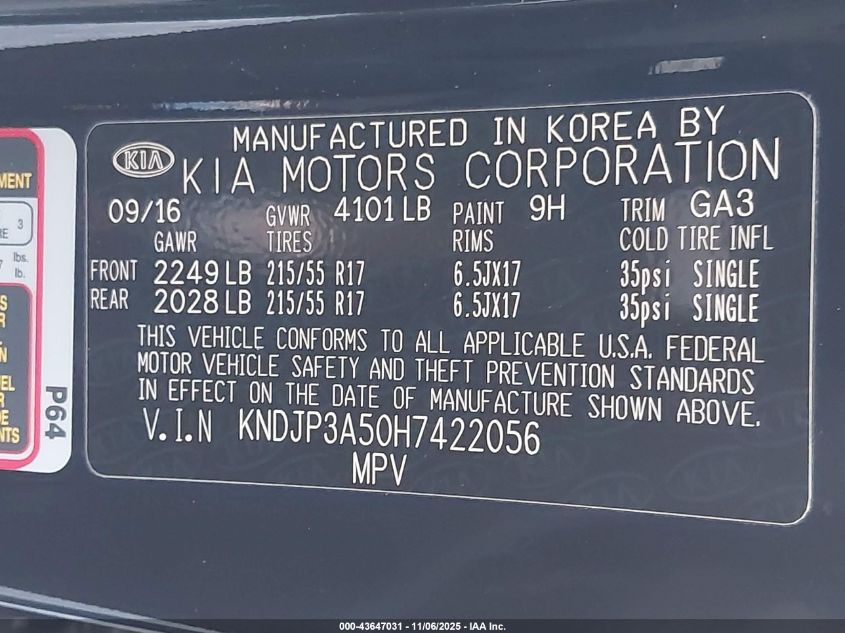 MANUFACTURED IN KOREA BY
KIA KIA MOTORS CORPORATION
09/16 GVWR 4101 LB PAINT 9H TRIM GA3
GAWR TIRES RIMS COLD TIRE INFL
FRONT 2249 LB 215/55 R17 6.5JX17 35psi SINGLE
REAR 2028 LB 215/55 R17 6.5JX17 35psi SINGLE
THIS VEHICLE CONFORMS TO ALL APPLICABLE U.S.A. FEDERAL
MOTOR VEHICLE SAFETY AND THEFT PREVENTION STANDARDS
IN EFFECT ON THE DATE OF MANUFACTURE SHOWN ABOVE.
V.I.N KNDJP3A50H7422056
MPV
3
lbs.
lb.
P64
000-43647031 - 11/06/2025 - IAA Inc.